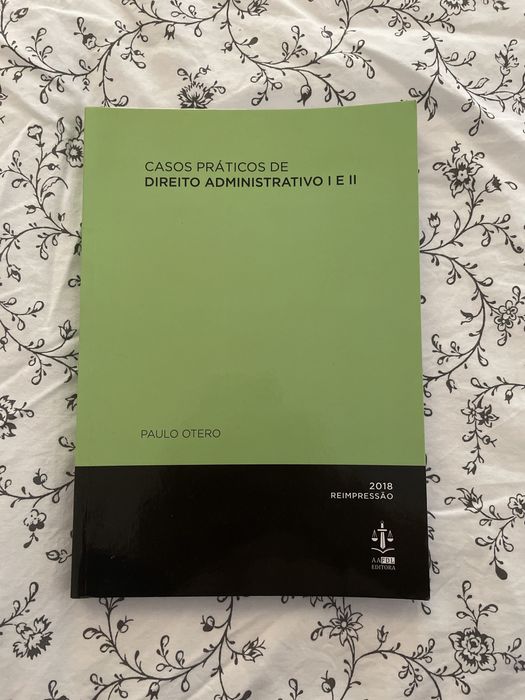 CASOS PRÁTICOS DE
DIREITO ADMINISTRATIVO I E II
PAULO OTERO
2018
REIMPRESSÃO
AAFDL
EDITORA